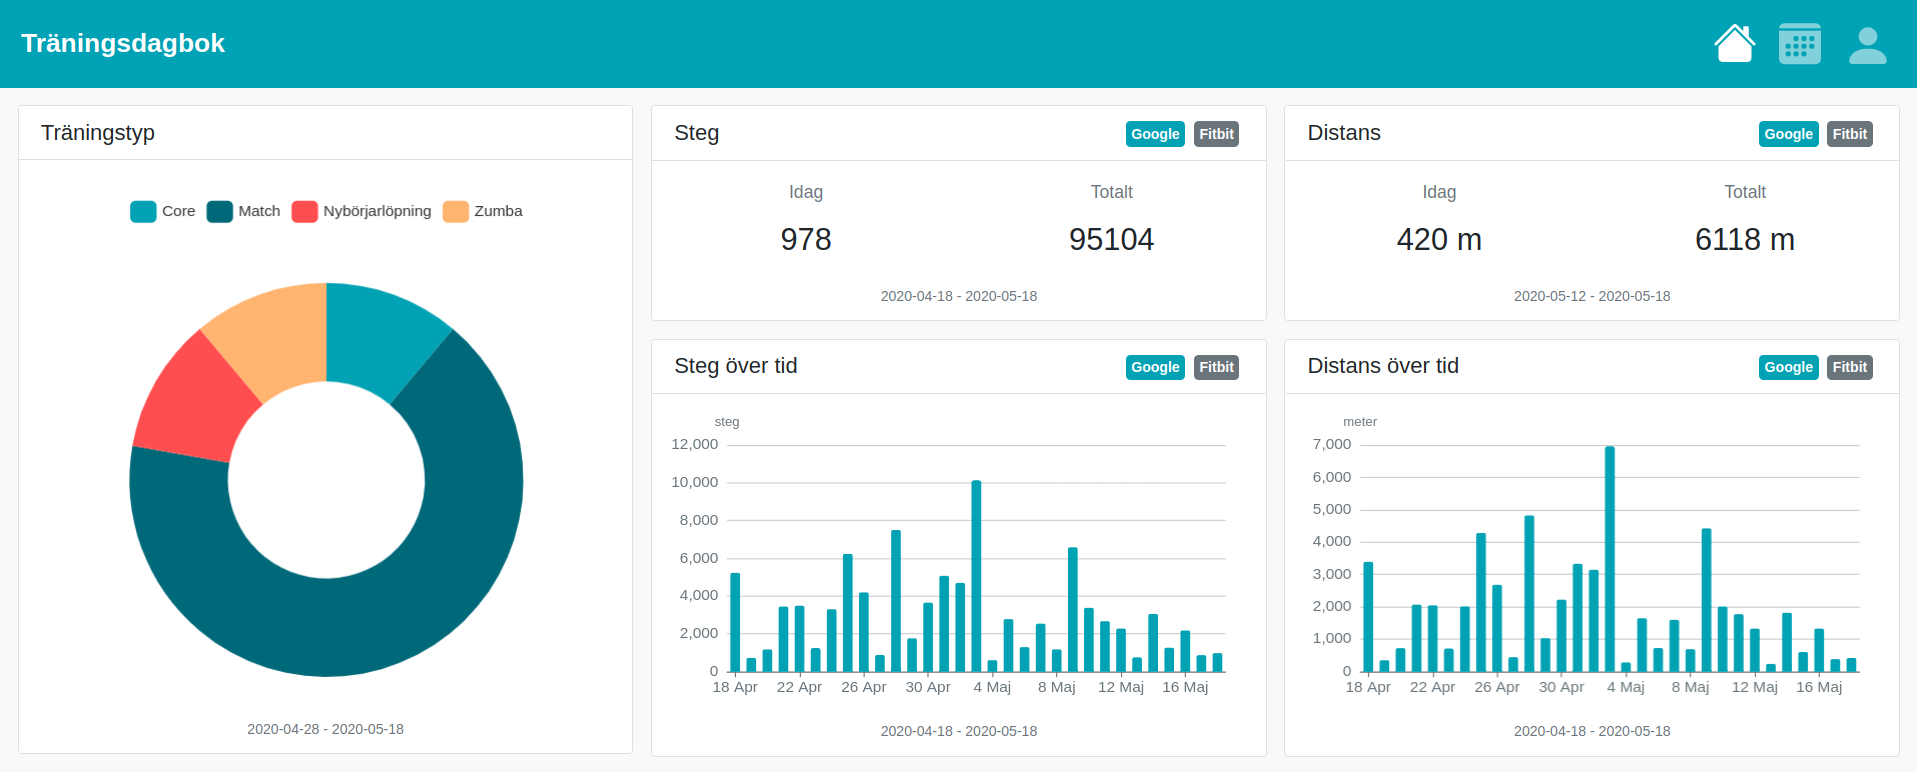 Träningsdagbok
Träningstyp
Core Match Nybörjarlöpning Zumba
2020-04-28 - 2020-05-18
Steg Google Fitbit
Idag Totalt
978 95104
2020-04-18 - 2020-05-18
Distans Google Fitbit
Idag Totalt
420 m 6118 m
2020-05-12 - 2020-05-18
Steg över tid Google Fitbit
steg
12,000
10,000
8,000
6,000
4,000
2,000
0
18 Apr 22 Apr 26 Apr 30 Apr 4 Maj 8 Maj 12 Maj 16 Maj
2020-04-18 - 2020-05-18
Distans över tid Google Fitbit
meter
7,000
6,000
5,000
4,000
3,000
2,000
1,000
0
18 Apr 22 Apr 26 Apr 30 Apr 4 Maj 8 Maj 12 Maj 16 Maj
2020-04-18 - 2020-05-18